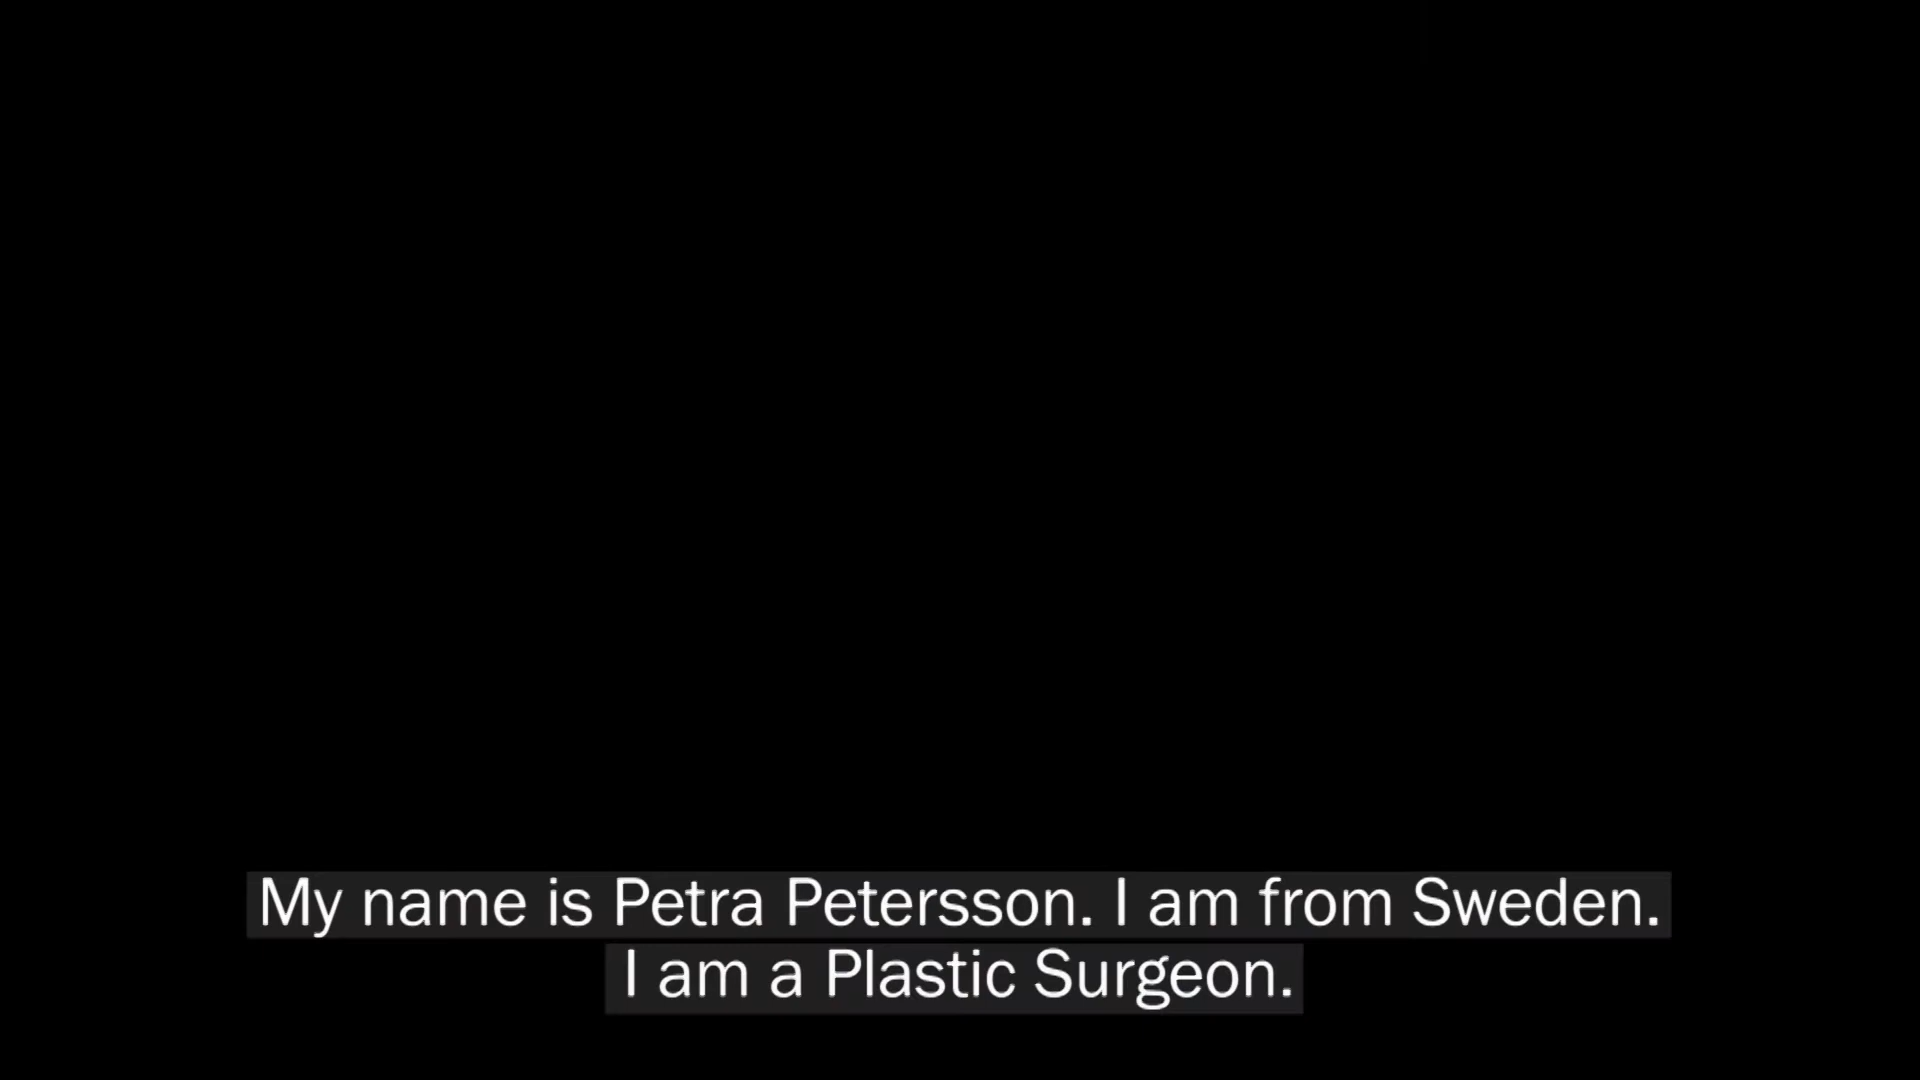 My name is Petra Petersson. I am from Sweden.
I am a Plastic Surgeon.